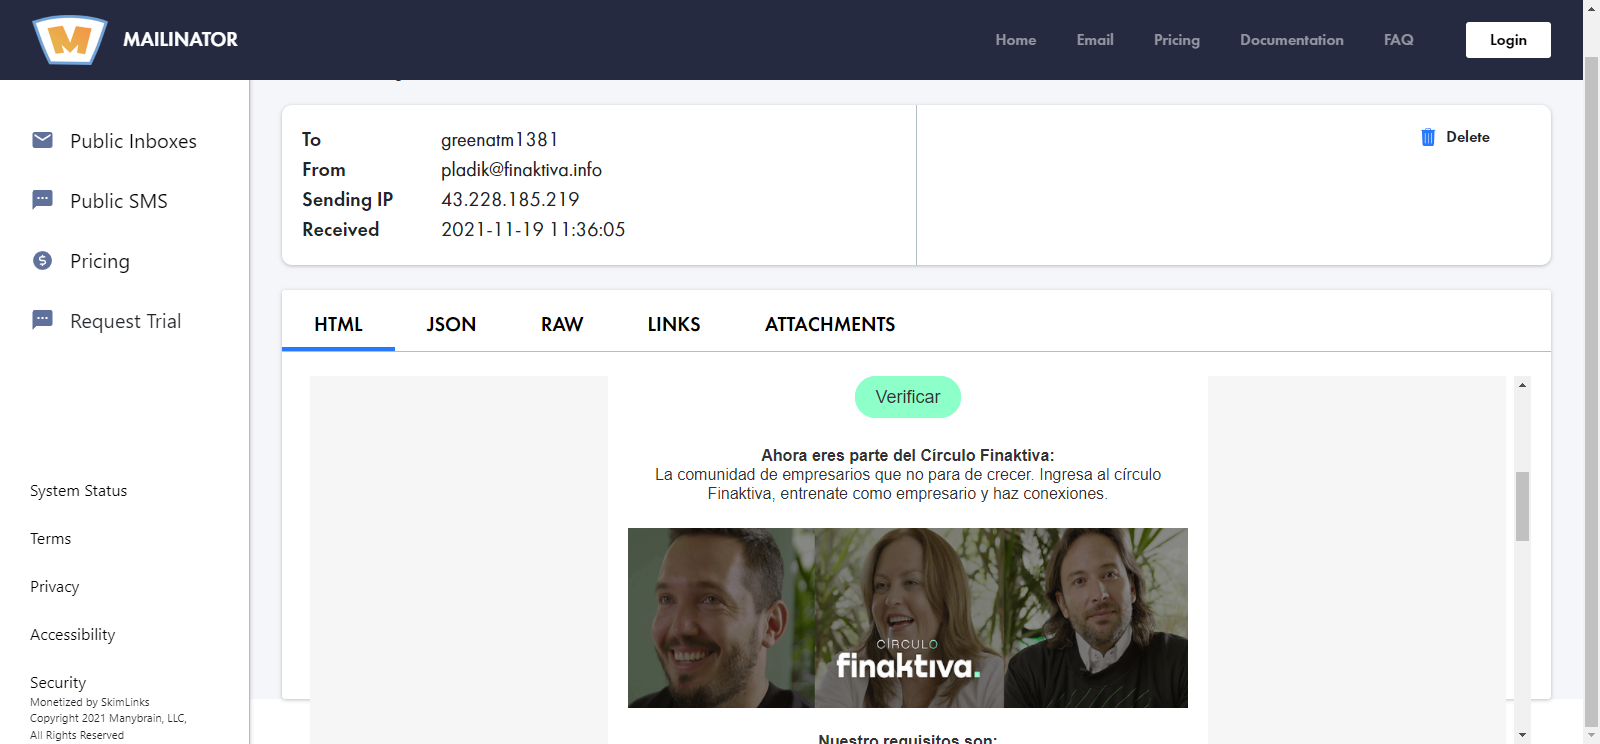 MAILINATOR
Home Email Pricing Documentation FAQ Login
Public Inboxes
Public SMS
Pricing
Request Trial
System Status
Terms
Privacy
Accessibility
Security
Monetized by SkimLinks
Copyright 2021 Manybrain, LLC,
All Rights Reserved
To greenatm1381
From pladik@finaktiva.info
Sending IP 43.228.185.219
Received 2021-11-19 11:36:05
Delete
HTML JSON RAW LINKS ATTACHMENTS
Verificar
Ahora eres parte del Círculo Finaktiva:
La comunidad de empresarios que no para de crecer. Ingresa al círculo
Finaktiva, entrenate como empresario y haz conexiones.
CÍRCULO
finaktiva.
Nuestro requisitos son: